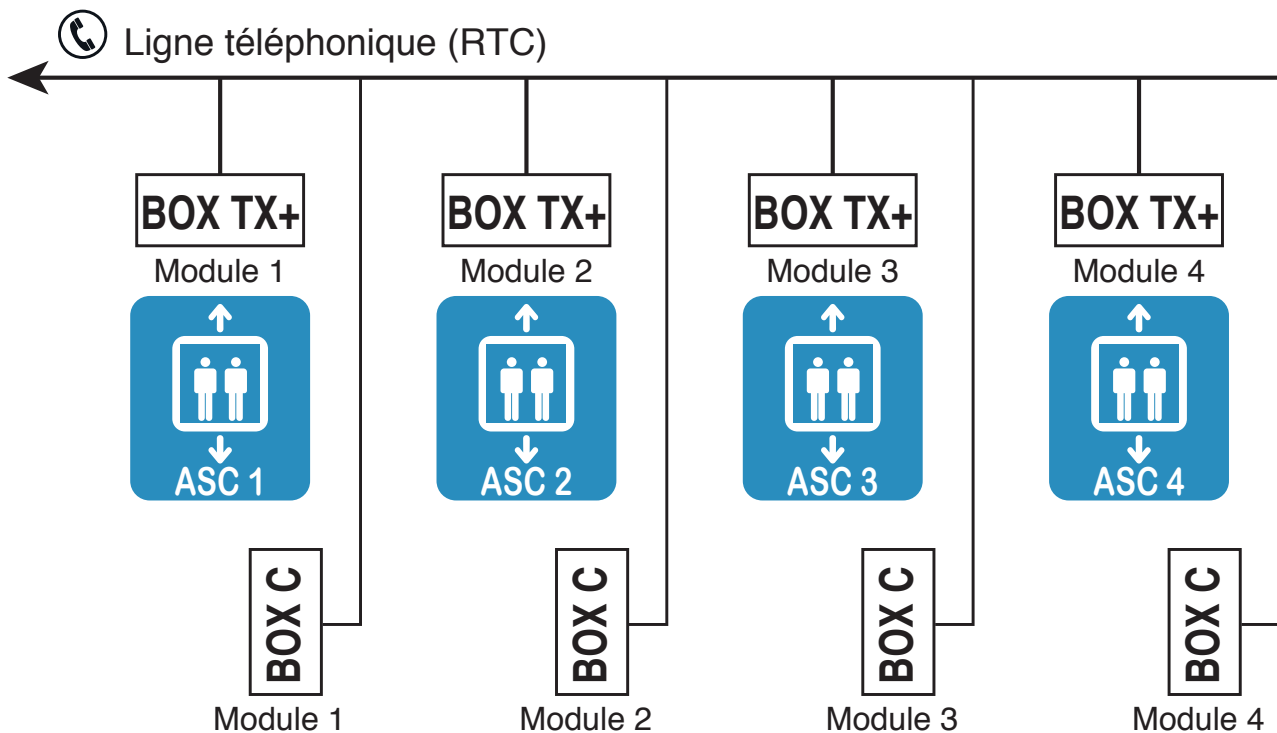 Ligne téléphonique (RTC)
BOX TX+ BOX TX+ BOX TX+ BOX TX+
Module 1 Module 2 Module 3 Module 4
ASC 1 ASC 2 ASC 3 ASC 4
BOX C BOX C BOX C BOX C
Module 1 Module 2 Module 3 Module 4